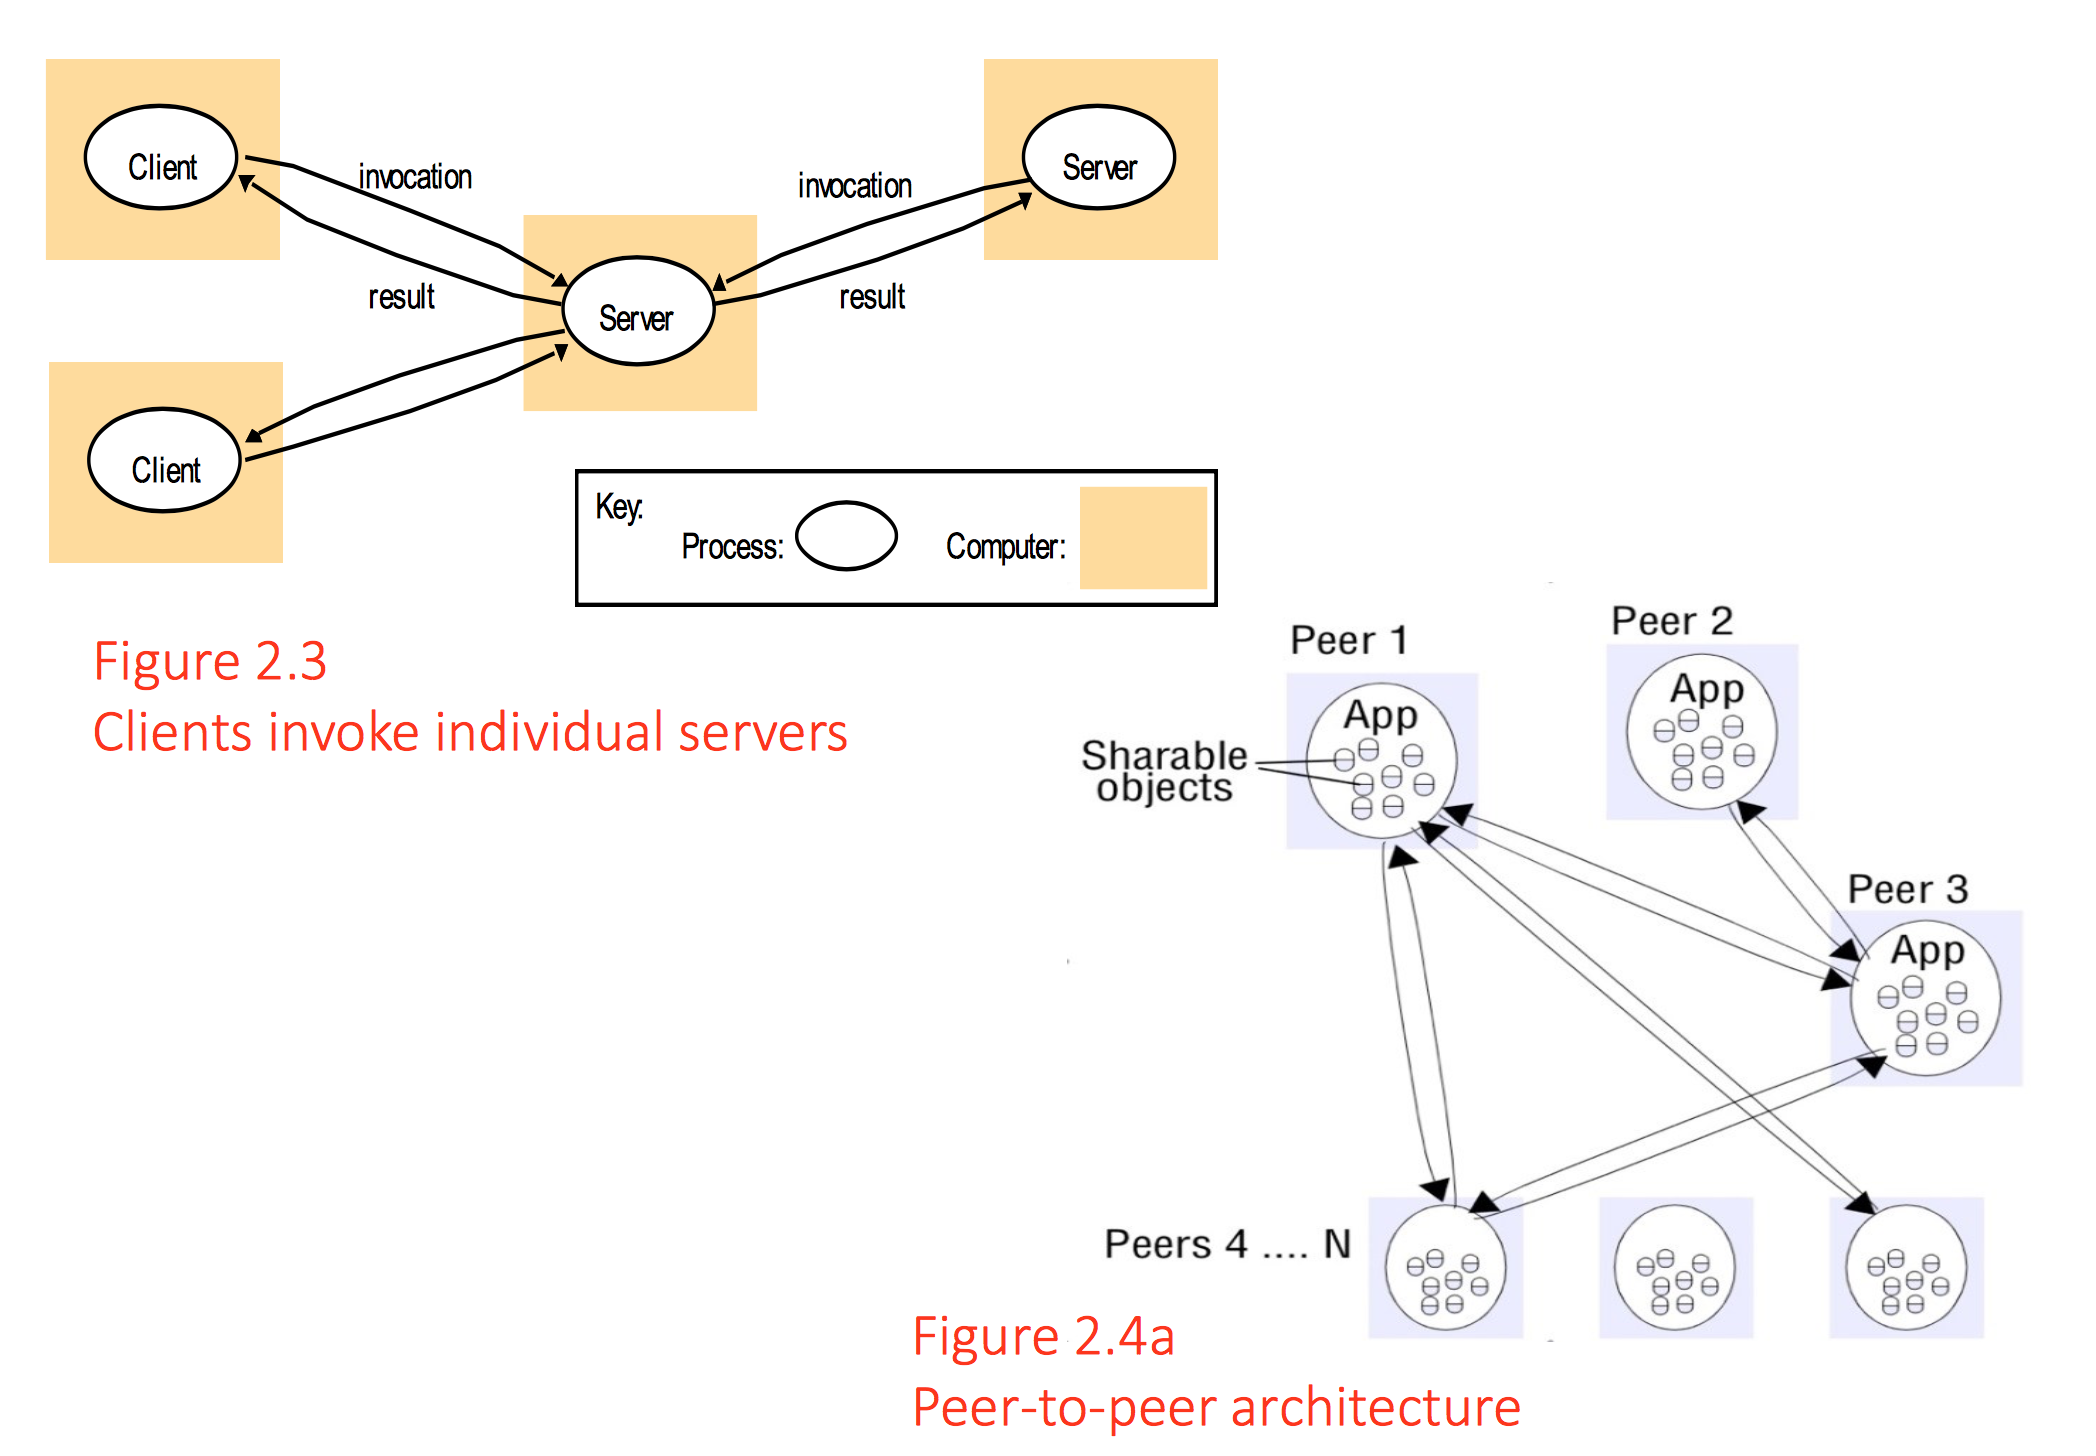 Client
invocation
result
Server
invocation
result
Server
Client
Key:
Process:
Computer:
Figure 2.3
Clients invoke individual servers
Peer 1
App
Sharable
objects
Peer 2
App
Peer 3
App
Peers 4 .... N
Figure 2.4a
Peer-to-peer architecture